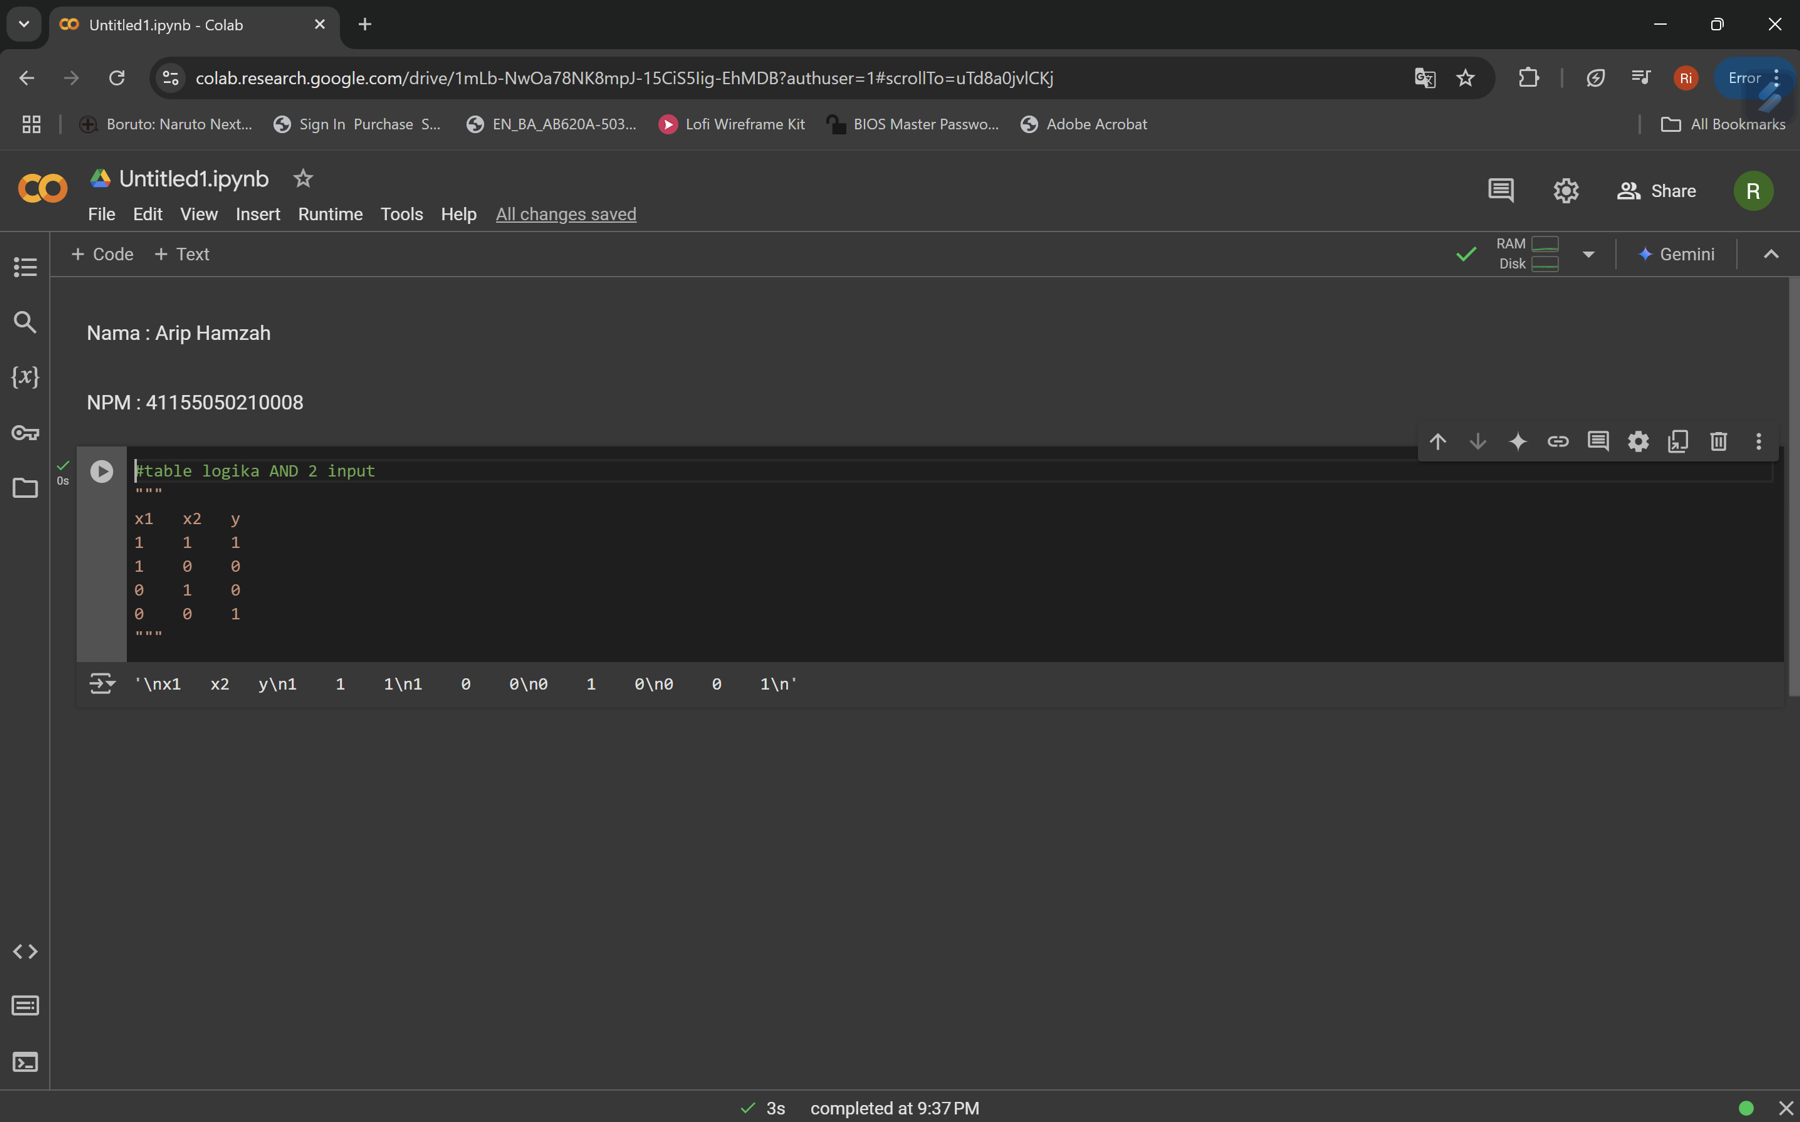 Untitled1.ipynb - Colab
colab.research.google.com/drive/1mLb-NwOa78NK8mpJ-15CiS5Iig-EhMDB?authuser=1#scrollTo=uTd8a0jvlCKj
Ri
Error
Boruto: Naruto Next...
Sign In Purchase S...
EN_BA_AB620A-503...
Lofi Wireframe Kit
BIOS Master Passwo...
Adobe Acrobat
All Bookmarks
Untitled1.ipynb
Share
R
File Edit View Insert Runtime Tools Help All changes saved
+ Code + Text
RAM
Disk
Gemini
Nama : Arip Hamzah
NPM : 41155050210008
0s
#table logika AND 2 input
"""
x1 x2 y
1 1 1
1 0 0
0 1 0
0 0 1
"""
'\nx1 x2 y\n1 1 1\n1 0 0\n0 1 0\n0 0 1\n'
3s completed at 9:37 PM